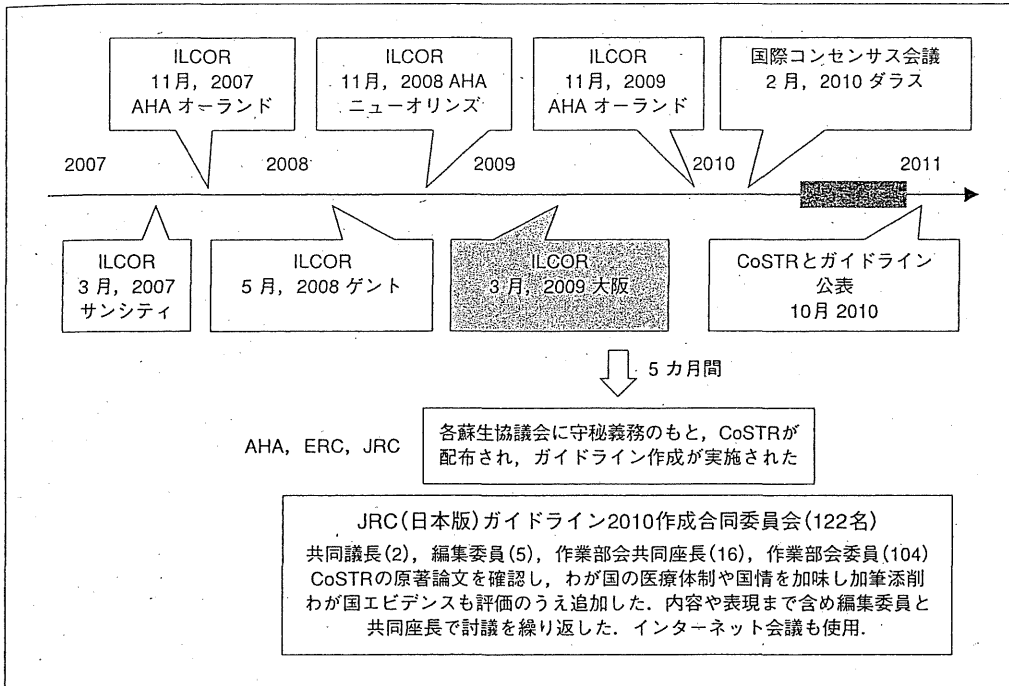 ILCOR
11月，2007
AHA オーランド
ILCOR
11月，2008 AHA
ニューオリンズ
ILCOR
11月，2009
AHA オーランド
国際コンセンサス会議
2月，2010 ダラス
2007
2008
2009
2010
2011
ILCOR
3月，2007
サンシティ
ILCOR
5月，2008 ゲント
ILCOR
3月，2009 大阪
CoSTRとガイドライン
公表
10月 2010
5カ月間
AHA，ERC，JRC
各蘇生協議会に守秘義務のもと，CoSTRが
配布され，ガイドライン作成が実施された
JRC(日本版)ガイドライン2010作成合同委員会(122名)
共同議長(2)，編集委員(5)，作業部会共同座長(16)，作業部会委員(104)
CoSTRの原著論文を確認し，わが国の医療体制や国情を加味し加筆添削
わが国エビデンスも評価のうえ追加した．内容や表現まで含め編集委員と
共同座長で討議を繰り返した．インターネット会議も使用．